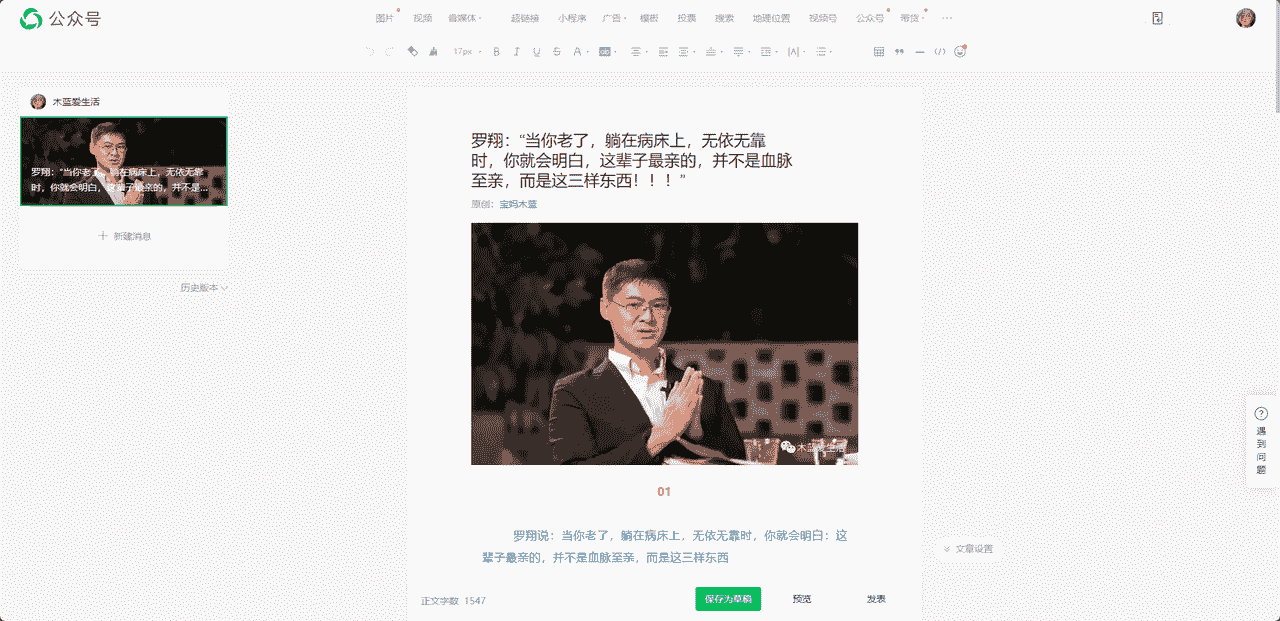 公众号
图片 视频 音媒体 超链接 小程序 广告 模板 投票 搜索 地理位置 视频号 公众号 带货 ···
17px B I U S A
木蓝爱生活
罗翔：“当你老了，躺在病床上，无依无靠
时，你就会明白，这辈子最亲的，并不是...
新建消息
历史版本
罗翔：“当你老了，躺在病床上，无依无靠
时，你就会明白，这辈子最亲的，并不是血脉
至亲，而是这三样东西！！！”
原创：宝妈木蓝
木蓝爱生活
01
罗翔说：当你老了，躺在病床上，无依无靠时，你就会明白：这
辈子最亲的，并不是血脉至亲，而是这三样东西
遇到问题
文章设置
正文字数 1547
保存为草稿 预览 发表